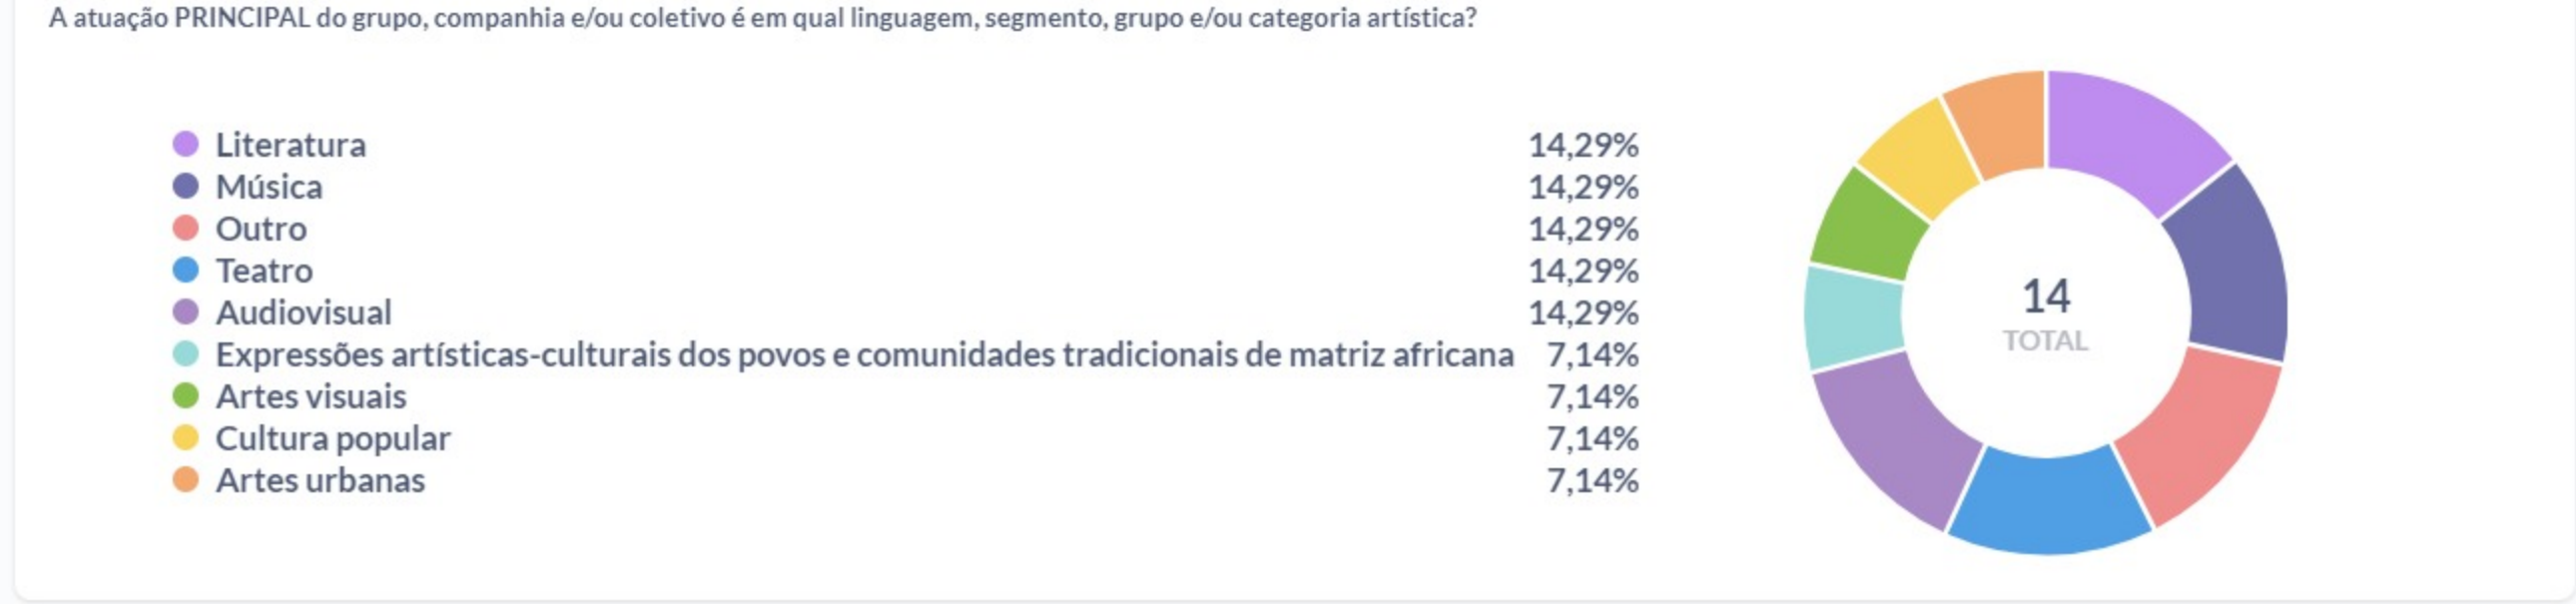 A atuação PRINCIPAL do grupo, companhia e/ou coletivo é em qual linguagem, segmento, grupo e/ou categoria artística?
Literatura 14,29%
Música 14,29%
Outro 14,29%
Teatro 14,29%
Audiovisual 14,29%
Expressões artísticas-culturais dos povos e comunidades tradicionais de matriz africana 7,14%
Artes visuais 7,14%
Cultura popular 7,14%
Artes urbanas 7,14%
14
TOTAL